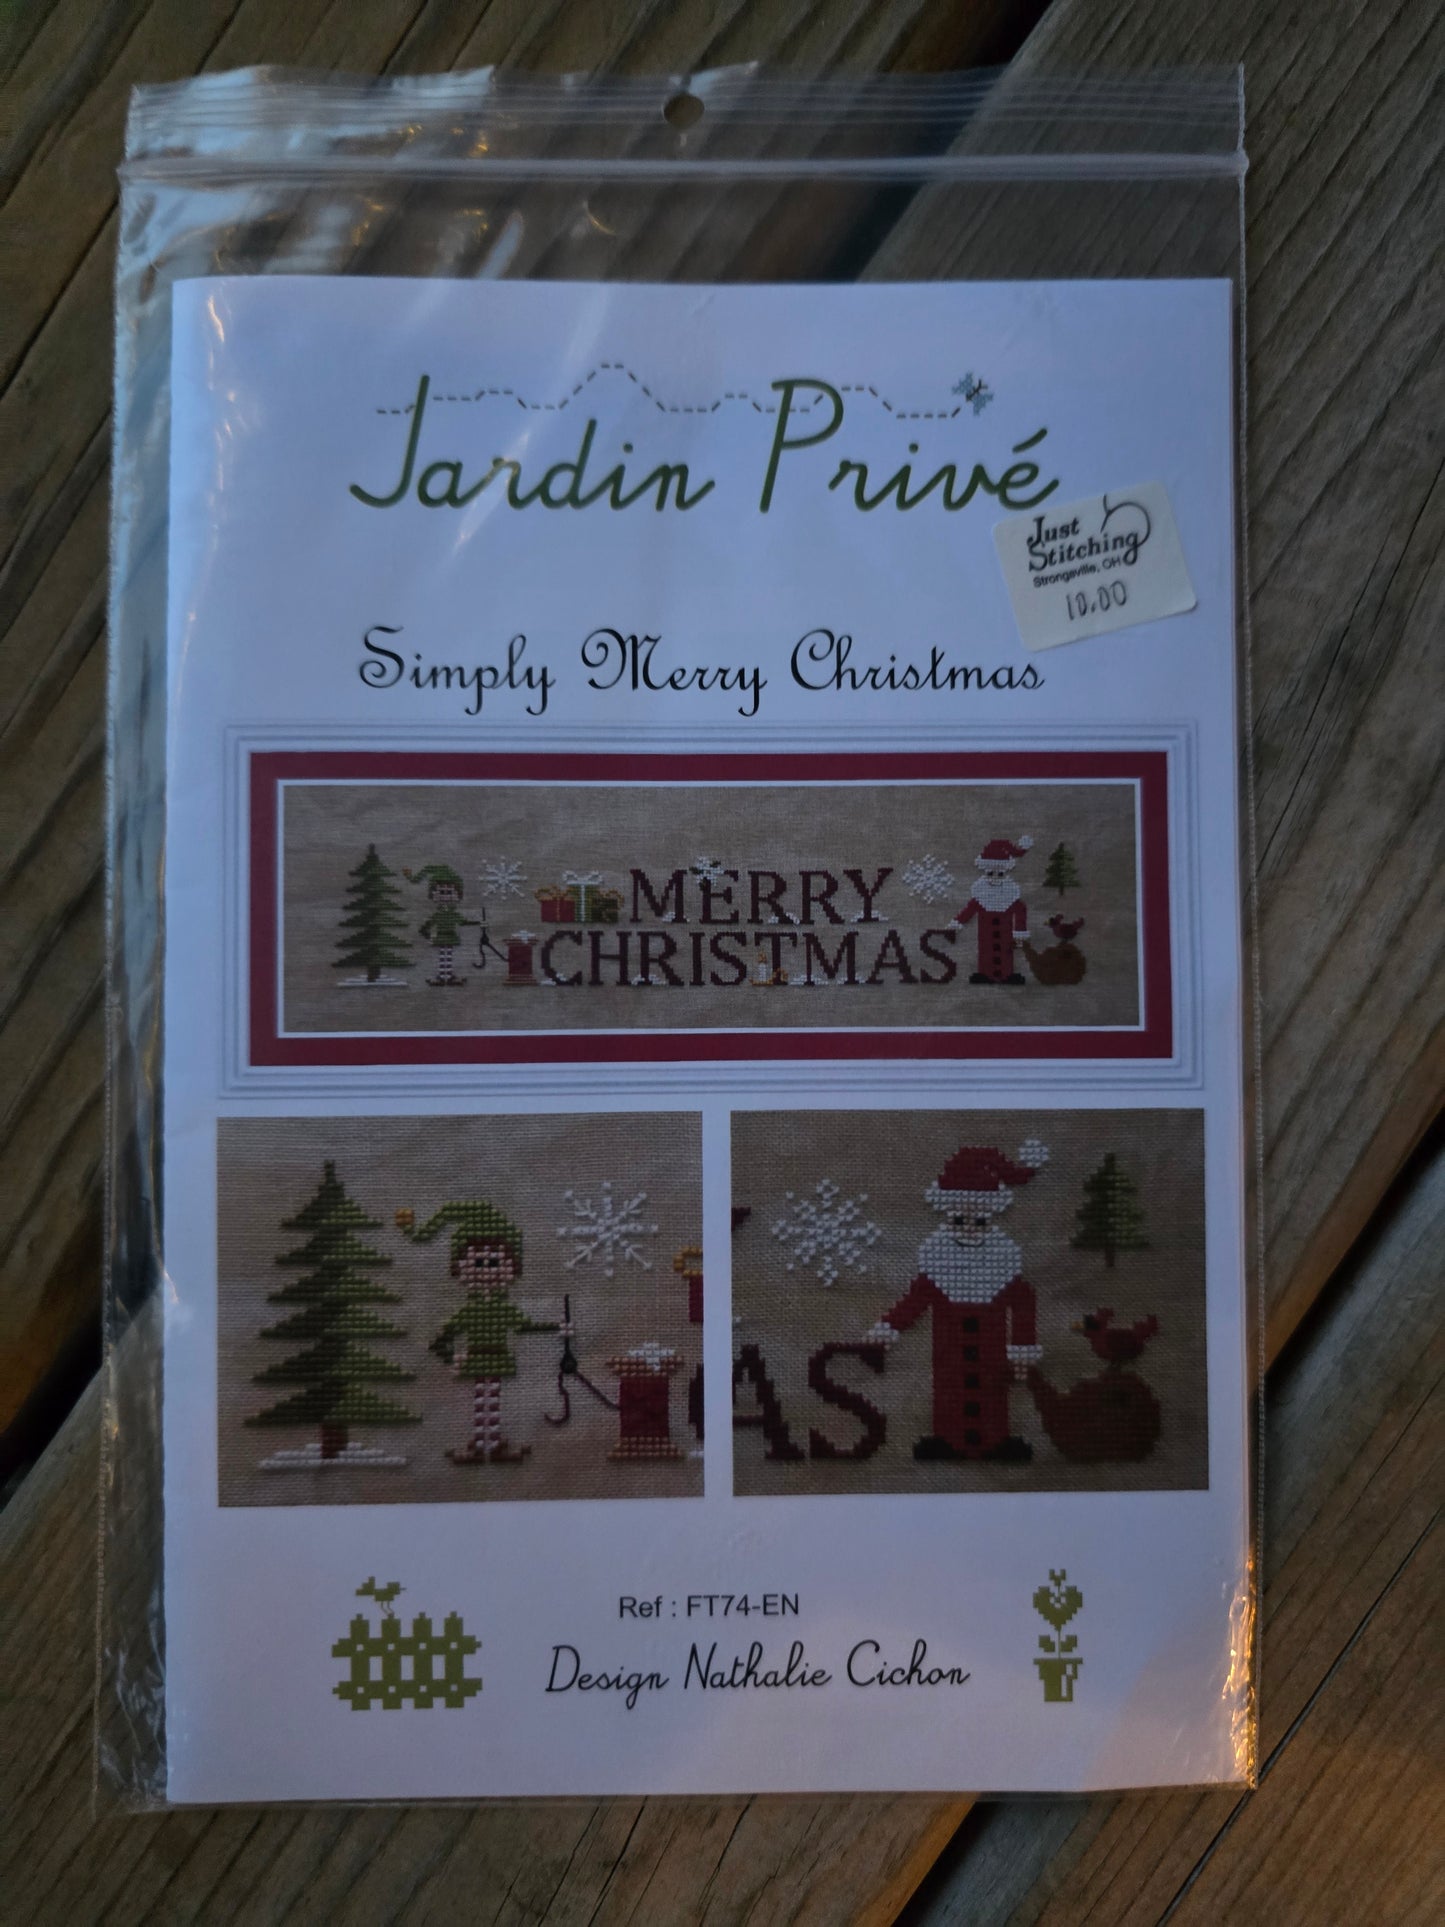 Jardin Privé
Just
Stitching
Strongsville, OH
10.00
Simply Merry Christmas
MERRY
CHRISTMAS
AS
Ref : FT74-EN
Design Nathalie Cichon